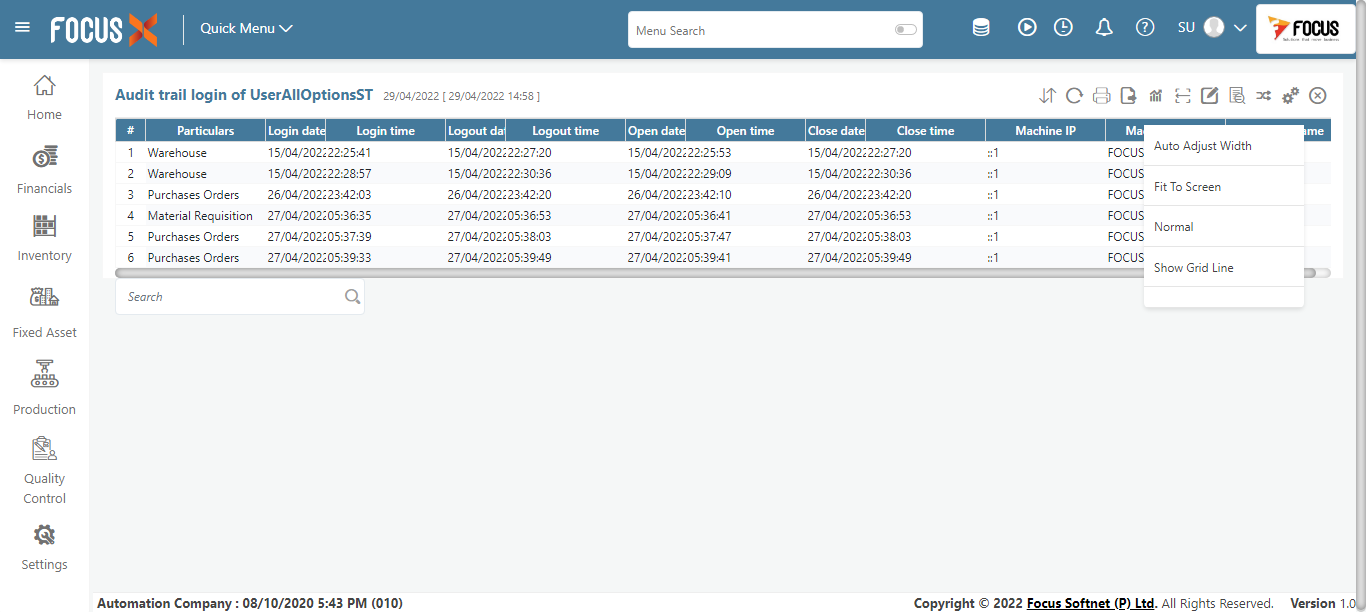 FOCUS X Quick Menu Menu Search SU FOCUS
Home
Financials
Inventory
Fixed Asset
Production
Quality
Control
Settings
Audit trail login of UserAllOptionsST 29/04/2022 [ 29/04/2022 14:58 ]
# Particulars Login date Login time Logout da Logout time Open date Open time Close date Close time Machine IP Ma ame
1 Warehouse 15/04/2022 22:25:41 15/04/2022 22:27:20 15/04/2022 22:25:53 15/04/2022 22:27:20 ::1 FOCUS
2 Warehouse 15/04/2022 22:28:57 15/04/2022 22:30:36 15/04/2022 22:29:09 15/04/2022 22:30:36 ::1 FOCUS
3 Purchases Orders 26/04/2022 23:42:03 26/04/2022 23:42:20 26/04/2022 23:42:10 26/04/2022 23:42:20 ::1 FOCUS
4 Material Requisition 27/04/2022 05:36:35 27/04/2022 05:36:53 27/04/2022 05:36:41 27/04/2022 05:36:53 ::1 FOCUS
5 Purchases Orders 27/04/2022 05:37:39 27/04/2022 05:38:03 27/04/2022 05:37:47 27/04/2022 05:38:03 ::1 FOCUS
6 Purchases Orders 27/04/2022 05:39:33 27/04/2022 05:39:49 27/04/2022 05:39:41 27/04/2022 05:39:49 ::1 FOCUS
Auto Adjust Width
Fit To Screen
Normal
Show Grid Line
Search
Automation Company : 08/10/2020 5:43 PM (010) Copyright © 2022 Focus Softnet (P) Ltd. All Rights Reserved. Version 1.0